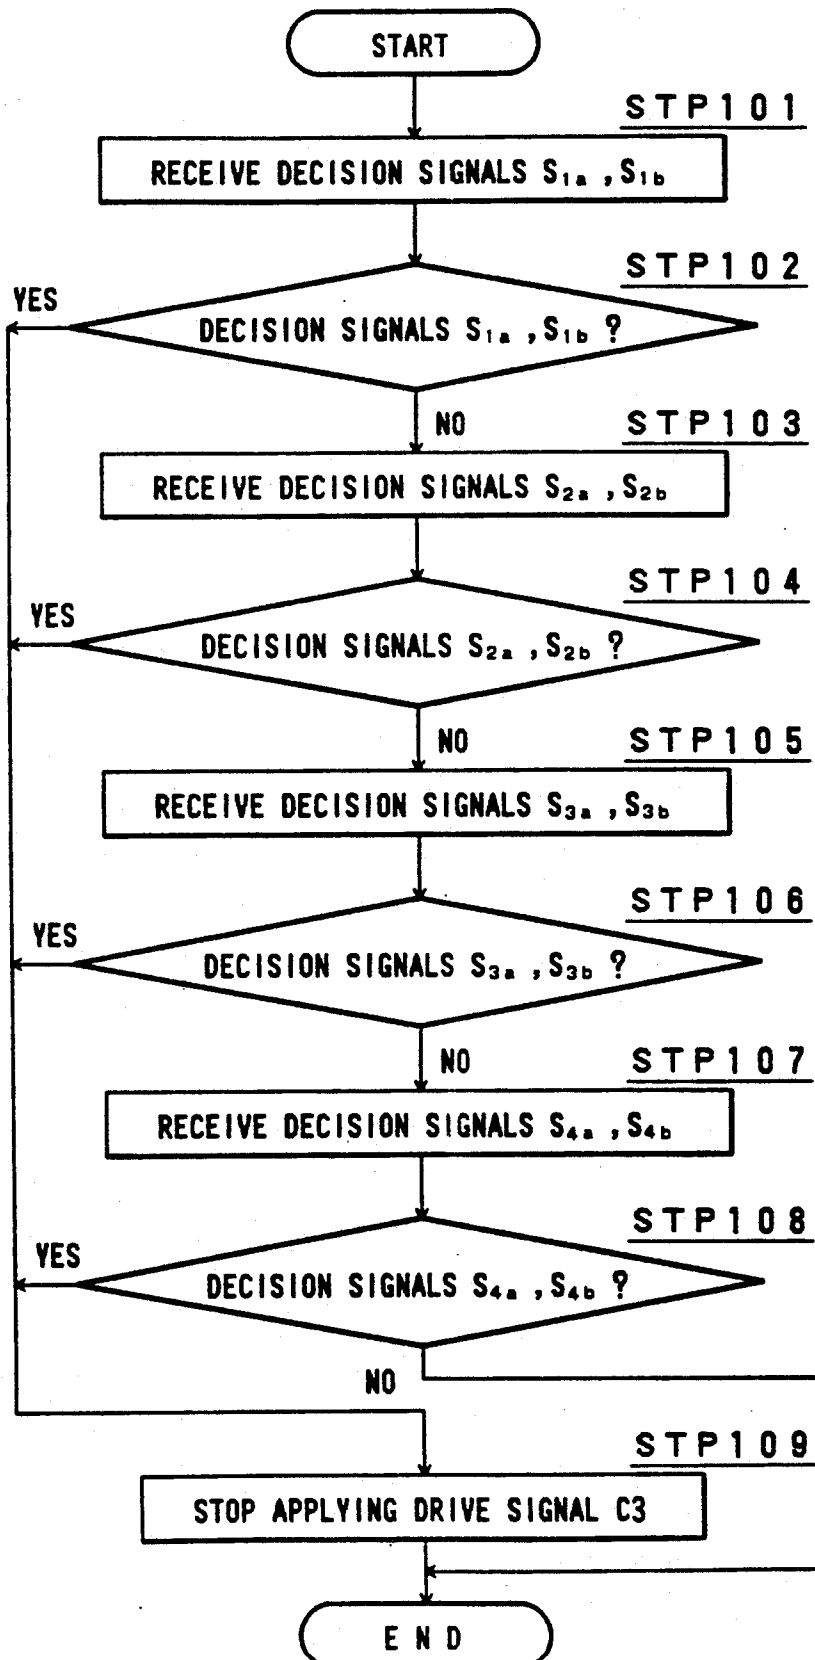 START
STP101
RECEIVE DECISION SIGNALS S1a , S1b
STP102
YES
DECISION SIGNALS S1a , S1b ?
NO
STP103
RECEIVE DECISION SIGNALS S2a , S2b
STP104
YES
DECISION SIGNALS S2a , S2b ?
NO
STP105
RECEIVE DECISION SIGNALS S3a , S3b
STP106
YES
DECISION SIGNALS S3a , S3b ?
NO
STP107
RECEIVE DECISION SIGNALS S4a , S4b
STP108
YES
DECISION SIGNALS S4a , S4b ?
NO
STP109
STOP APPLYING DRIVE SIGNAL C3
END